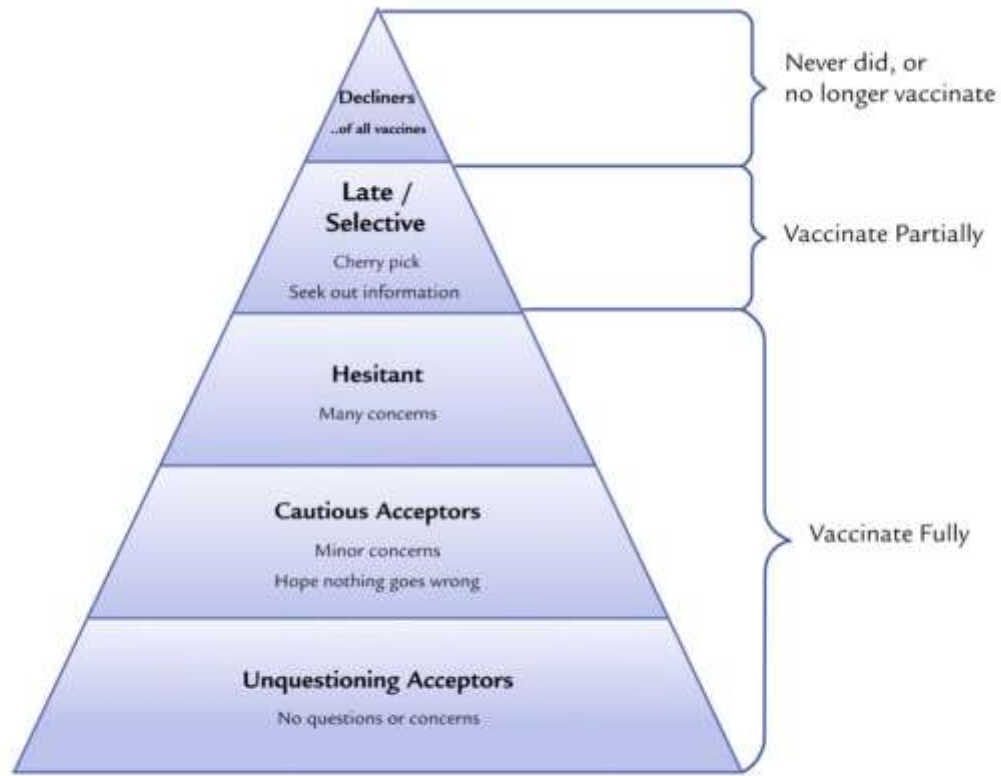 Decliners
..of all vaccines
Never did, or
no longer vaccinate
Late /
Selective
Cherry pick
Seek out information
Vaccinate Partially
Hesitant
Many concerns
Cautious Acceptors
Minor concerns
Hope nothing goes wrong
Vaccinate Fully
Unquestioning Acceptors
No questions or concerns